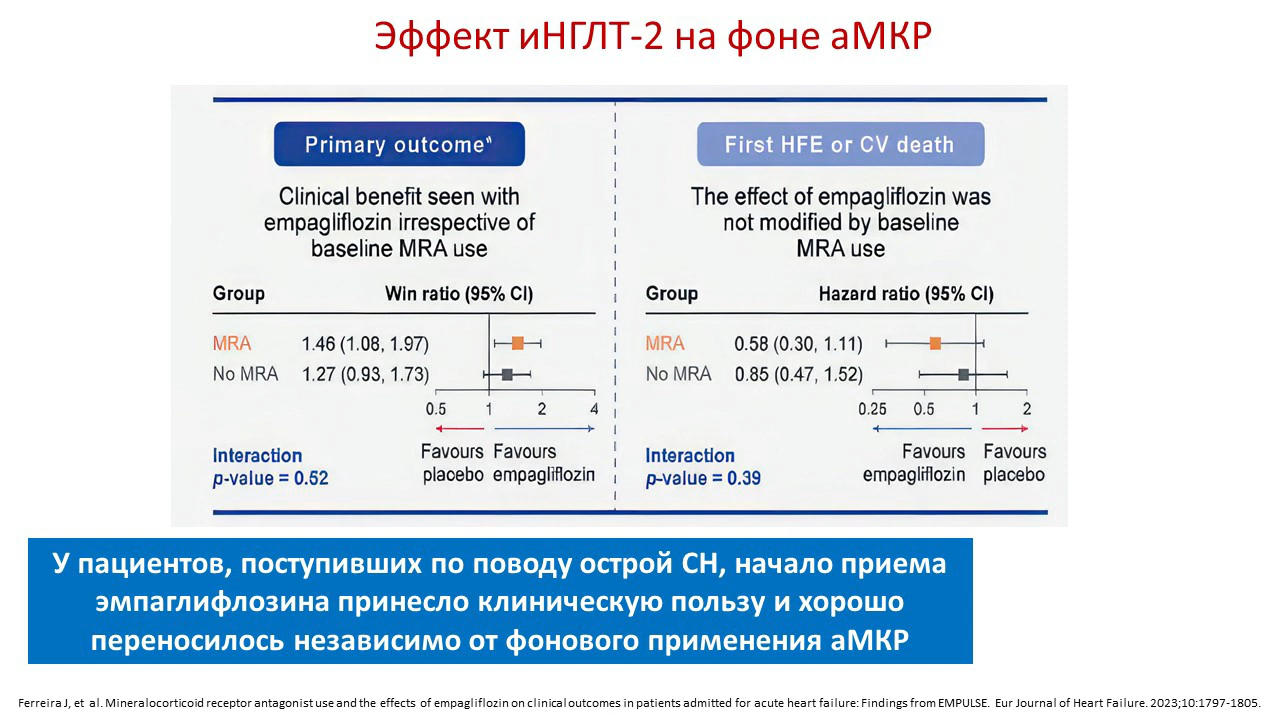 Эффект иНГЛТ-2 на фоне аМКР
Primary outcome"
Clinical benefit seen with
empagliflozin irrespective of
baseline MRA use
Group Win ratio (95% CI)
MRA 1.46 (1.08, 1.97)
No MRA 1.27 (0.93, 1.73)
0.5 1 2 4
Interaction
p-value = 0.52
Favours Favours
placebo empagliflozin
First HFE or CV death
The effect of empagliflozin was
not modified by baseline
MRA use
Group Hazard ratio (95% CI)
MRA 0.58 (0.30, 1.11)
No MRA 0.85 (0.47, 1.52)
0.25 0.5 1 2
Interaction
p-value = 0.39
Favours Favours
empagliflozin placebo
У пациентов, поступивших по поводу острой СН, начало приема
эмпаглифлозина принесло клиническую пользу и хорошо
переносилось независимо от фонового применения аМКР
Ferreira J, et al. Mineralocorticoid receptor antagonist use and the effects of empagliflozin on clinical outcomes in patients admitted for acute heart failure: Findings from EMPULSE. Eur Journal of Heart Failure. 2023;10:1797-1805.